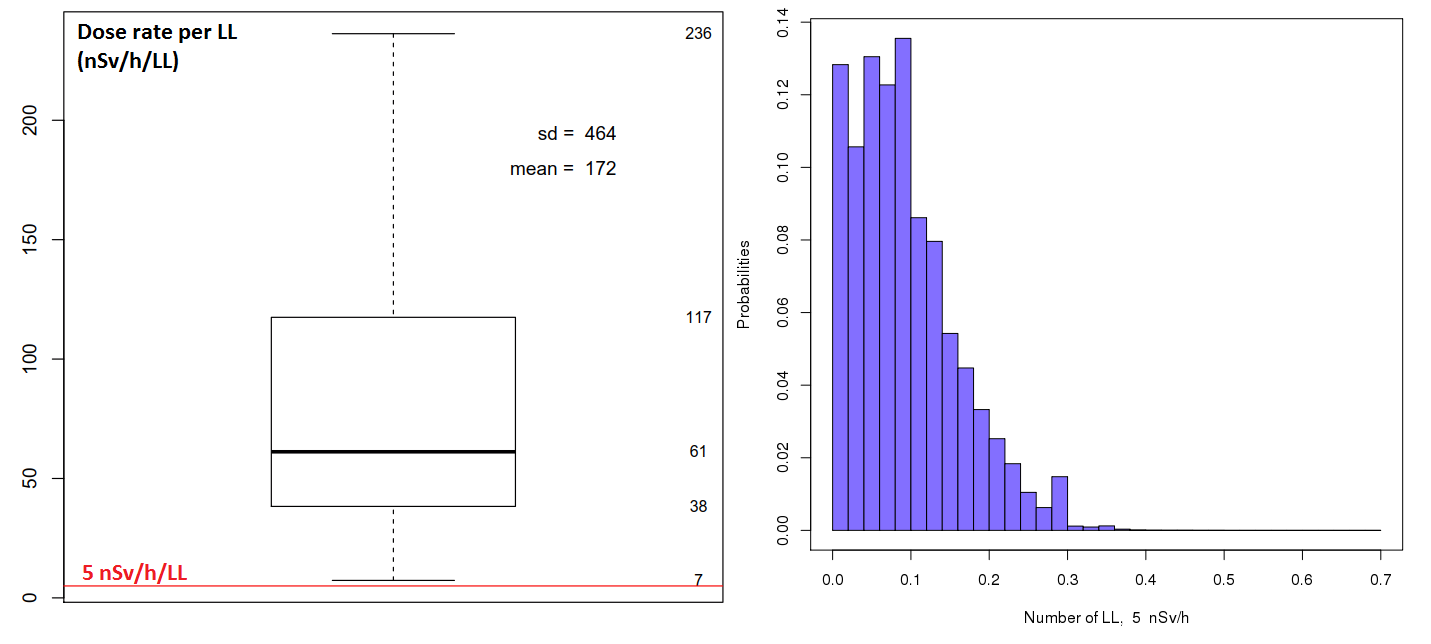 Dose rate per LL
(nSv/h/LL)
236
200
sd = 464
mean = 172
150
117
100
61
50
38
5 nSv/h/LL
7
0
0.14
0.12
0.10
0.08
0.06
0.04
0.02
0.00
Probabilities
0.0 0.1 0.2 0.3 0.4 0.5 0.6 0.7
Number of LL, 5 nSv/h